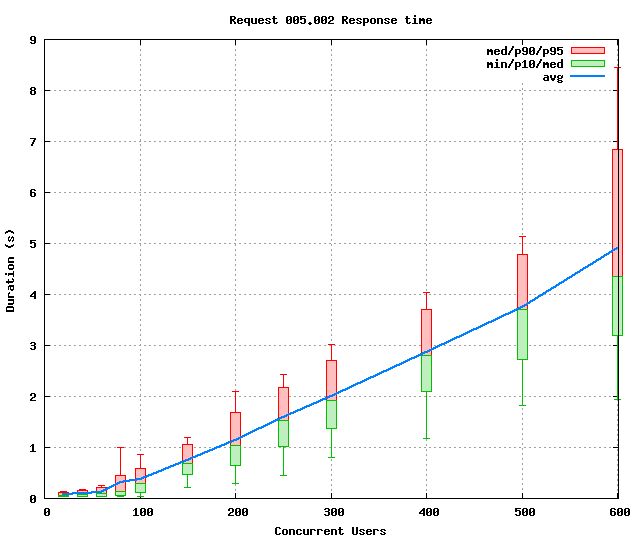 Request 005.002 Response time
med/p90/p95
min/p10/med
avg
Duration (s)
9
8
7
6
5
4
3
2
1
0
0 100 200 300 400 500 600
Concurrent Users